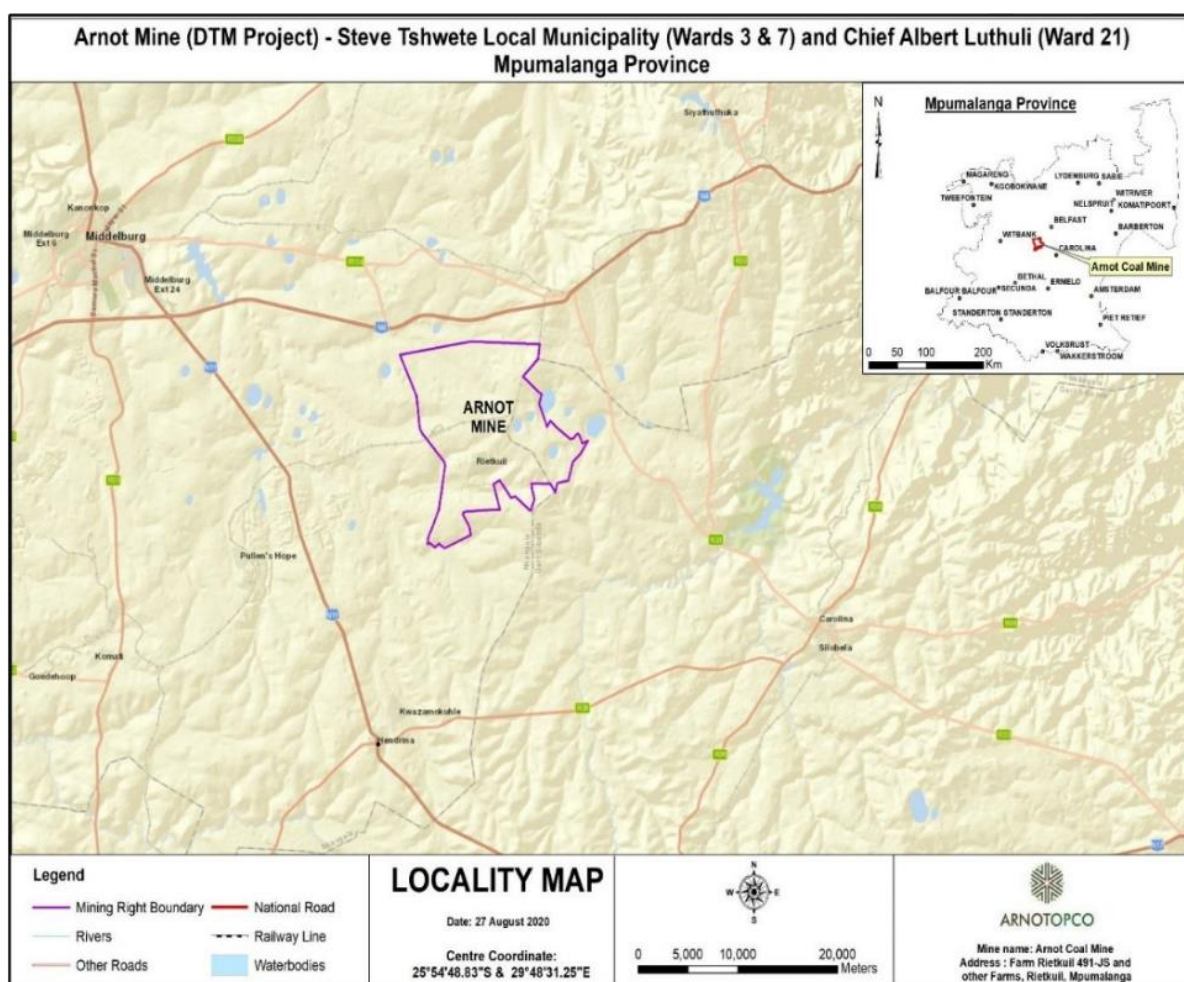 Arnot Mine (DTM Project) - Steve Tshwete Local Municipality (Wards 3 & 7) and Chief Albert Luthuli (Ward 21)
Mpumalanga Province
Siyathuthuka
Kanonkop
Middelburg
Ext 6
Middelburg
Middelburg
Ext 24
N4
N4
N4
N11
N11
ARNOT
MINE
Rietkuil
Pullen's Hope
Komati
Goedehoop
Kwazamokuhle
Hendrina
Carolina
Silobela
N
Mpumalanga Province
MAGARENG
KGOBOKWANE
TWEEFONTEIN
LYDENBURG
SABIE
WITRIVIER
NELSPRUIT
KOMATIPOORT
BELFAST
BARBERTON
WITBANK
CAROLINA
Arnot Coal Mine
BETHAL
SECUNDA
ERMELO
AMSTERDAM
BALFOUR BALFOUR
STANDERTON STANDERTON
PIET RETIEF
VOLKSRUST
WAKKERSTROOM
0 50 100 200
Km
Legend
Mining Right Boundary
National Road
Rivers
Railway Line
Other Roads
Waterbodies
LOCALITY MAP
Date: 27 August 2020
Centre Coordinate:
25°54'48.83"S & 29°48'31.25"E
N
W E
S
0 5,000 10,000 20,000
Meters
ARNOTOPCO
Mine name: Arnot Coal Mine
Address : Farm Rietkuil 491-JS and
other Farms, Rietkuil, Mpumalanga